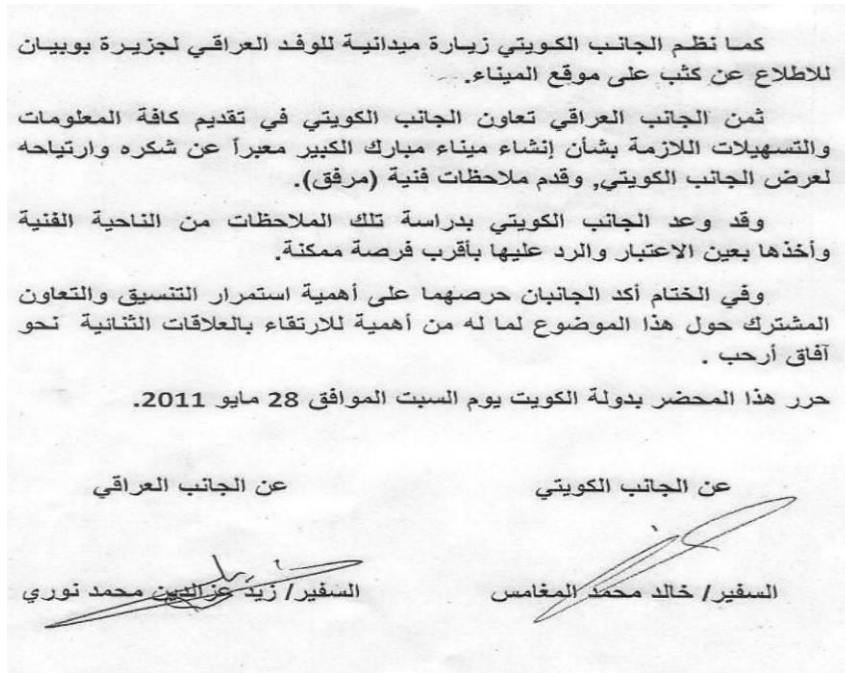 كما نظم الجانب الكويتي زيارة ميدانية للوفد العراقي لجزيرة بوبيان
للاطلاع عن كثب على موقع الميناء.
ثمن الجانب العراقي تعاون الجانب الكويتي في تقديم كافة المعلومات
والتسهيلات اللازمة بشأن إنشاء ميناء مبارك الكبير معبراً عن شكره وارتياحه
لعرض الجانب الكويتي, وقدم ملاحظات فنية (مرفق).
وقد وعد الجانب الكويتي بدراسة تلك الملاحظات من الناحية الفنية
وأخذها بعين الاعتبار والرد عليها بأقرب فرصة ممكنة.
وفي الختام أكد الجانبان حرصهما على أهمية استمرار التنسيق والتعاون
المشترك حول هذا الموضوع لما له من أهمية للارتقاء بالعلاقات الثنائية نحو
آفاق أرحب .
حرر هذا المحضر بدولة الكويت يوم السبت الموافق 28 مايو 2011.
عن الجانب الكويتي
عن الجانب العراقي
السفير/ خالد محمد المغامس
السفير/ زيد عزالدين محمد نوري